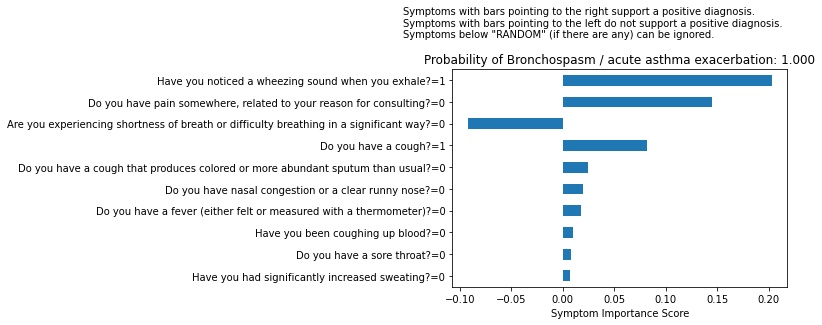 Symptoms with bars pointing to the right support a positive diagnosis.
Symptoms with bars pointing to the left do not support a positive diagnosis.
Symptoms below "RANDOM" (if there are any) can be ignored.
Probability of Bronchospasm / acute asthma exacerbation: 1.000
Have you noticed a wheezing sound when you exhale?=1
Do you have pain somewhere, related to your reason for consulting?=0
Are you experiencing shortness of breath or difficulty breathing in a significant way?=0
Do you have a cough?=1
Do you have a cough that produces colored or more abundant sputum than usual?=0
Do you have nasal congestion or a clear runny nose?=0
Do you have a fever (either felt or measured with a thermometer)?=0
Have you been coughing up blood?=0
Do you have a sore throat?=0
Have you had significantly increased sweating?=0
−0.10 −0.05 0.00 0.05 0.10 0.15 0.20
Symptom Importance Score